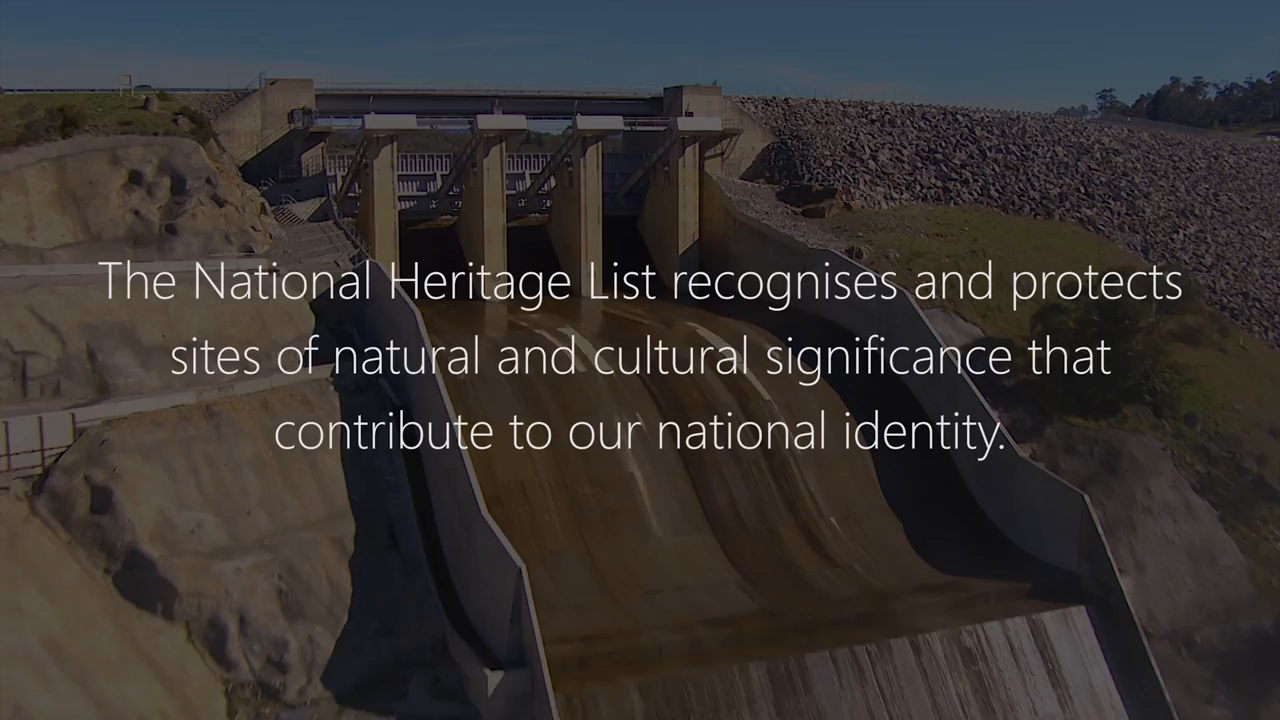 The National Heritage List recognises and protects
sites of natural and cultural significance that
contribute to our national identity.